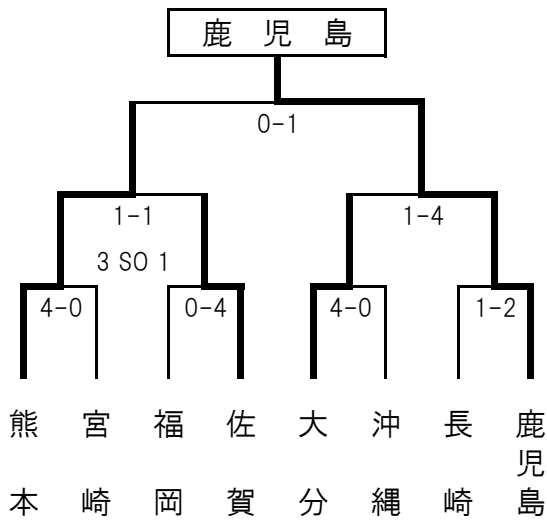 鹿児島
0-1
1-1
1-4
3 SO 1
4-0
0-4
4-0
1-2
熊本
宮崎
福岡
佐賀
大分
沖縄
長崎
鹿児島